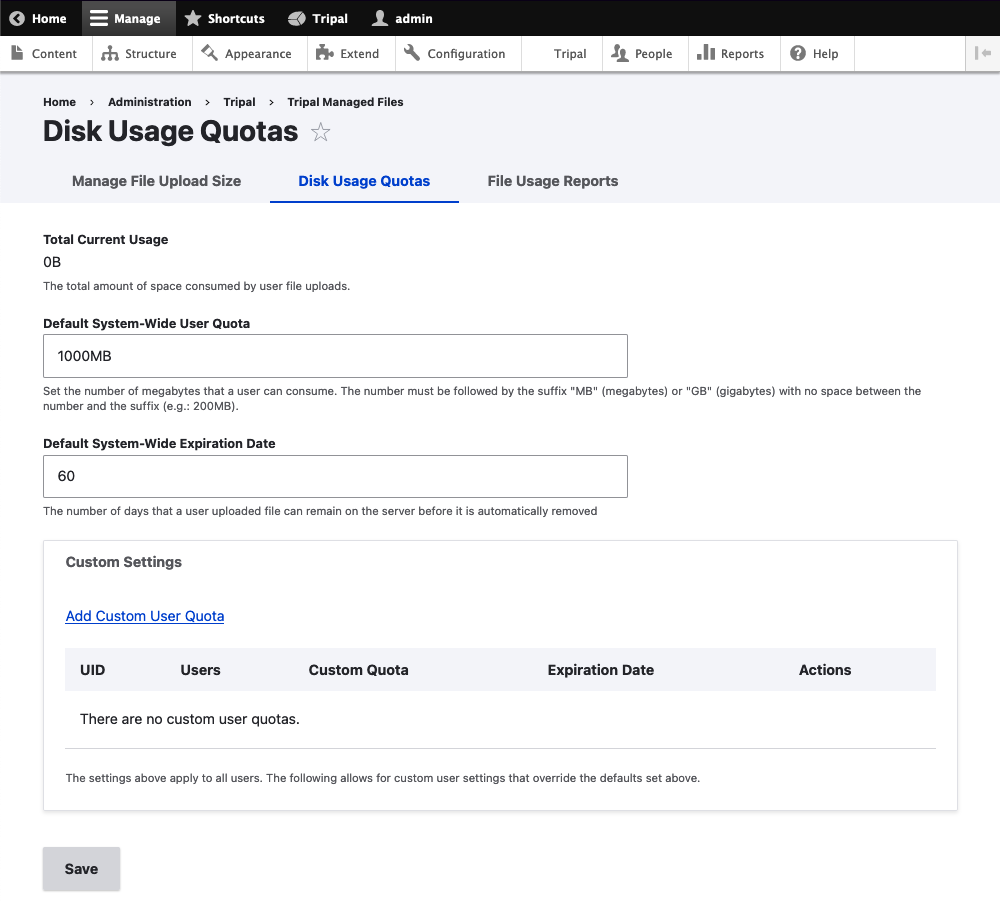 Home Manage Shortcuts Tripal admin
Content Structure Appearance Extend Configuration Tripal People Reports Help
Home › Administration › Tripal › Tripal Managed Files
Disk Usage Quotas
Manage File Upload Size Disk Usage Quotas File Usage Reports
Total Current Usage
0B
The total amount of space consumed by user file uploads.
Default System-Wide User Quota
1000MB
Set the number of megabytes that a user can consume. The number must be followed by the suffix "MB" (megabytes) or "GB" (gigabytes) with no space between the
number and the suffix (e.g.: 200MB).
Default System-Wide Expiration Date
60
The number of days that a user uploaded file can remain on the server before it is automatically removed
Custom Settings
Add Custom User Quota
UID Users Custom Quota Expiration Date Actions
There are no custom user quotas.
The settings above apply to all users. The following allows for custom user settings that override the defaults set above.
Save